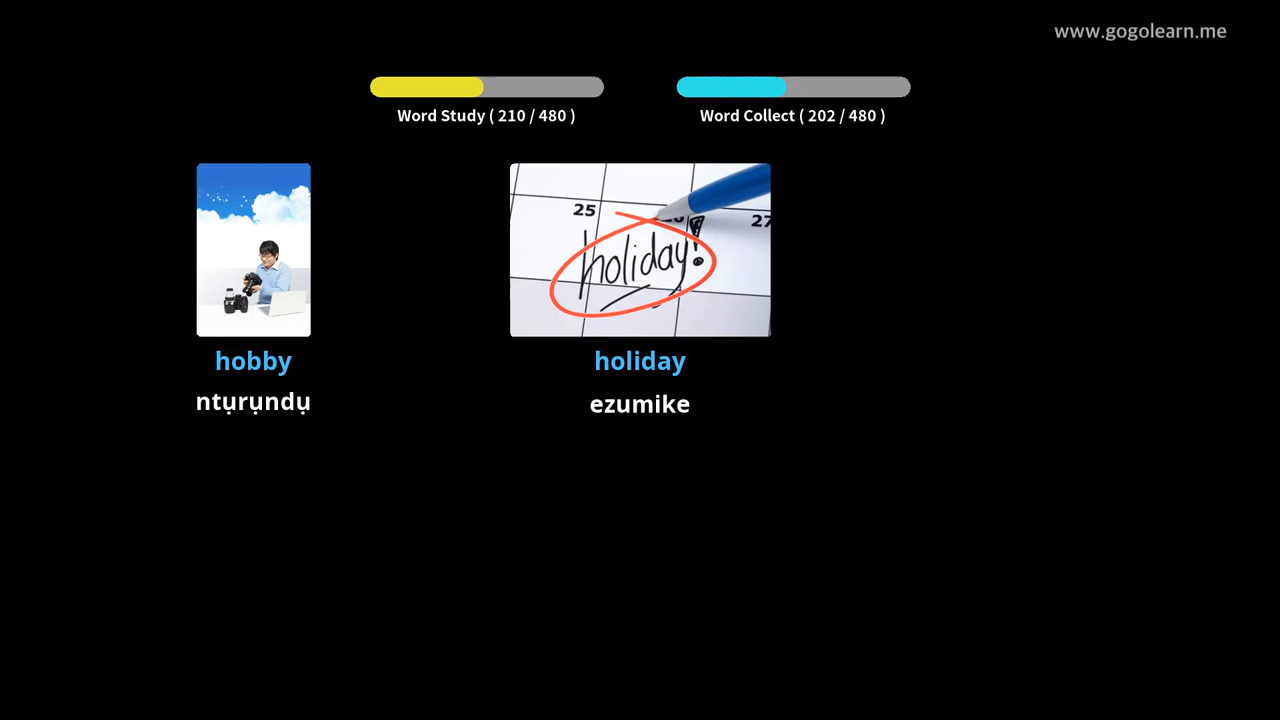 www.gogolearn.me
Word Study ( 210 / 480 )
Word Collect ( 202 / 480 )
25
27
holiday!
hobby
holiday
ntụrụndụ
ezumike